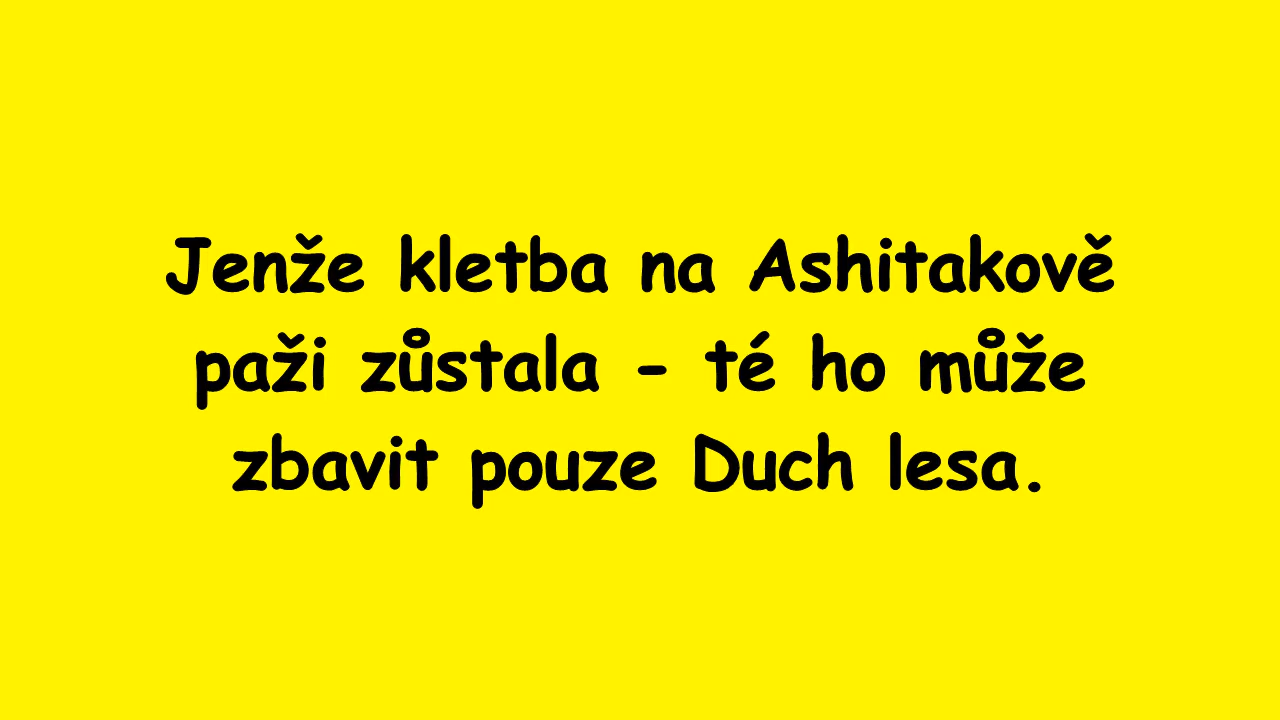 Jenže kletba na Ashitakově
paži zůstala - té ho může
zbavit pouze Duch lesa.